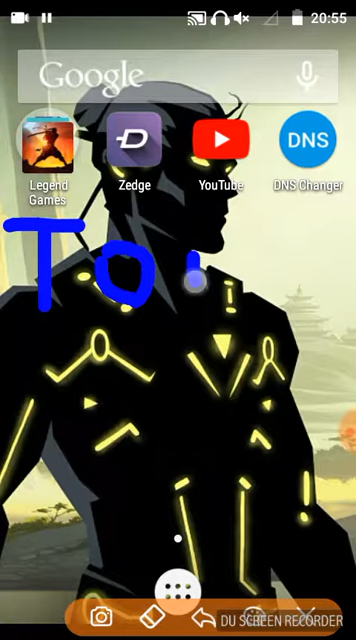 20:55
Google
DNS
Legend Games
Zedge
YouTube
DNS Changer
To
DU SCREEN RECORDER